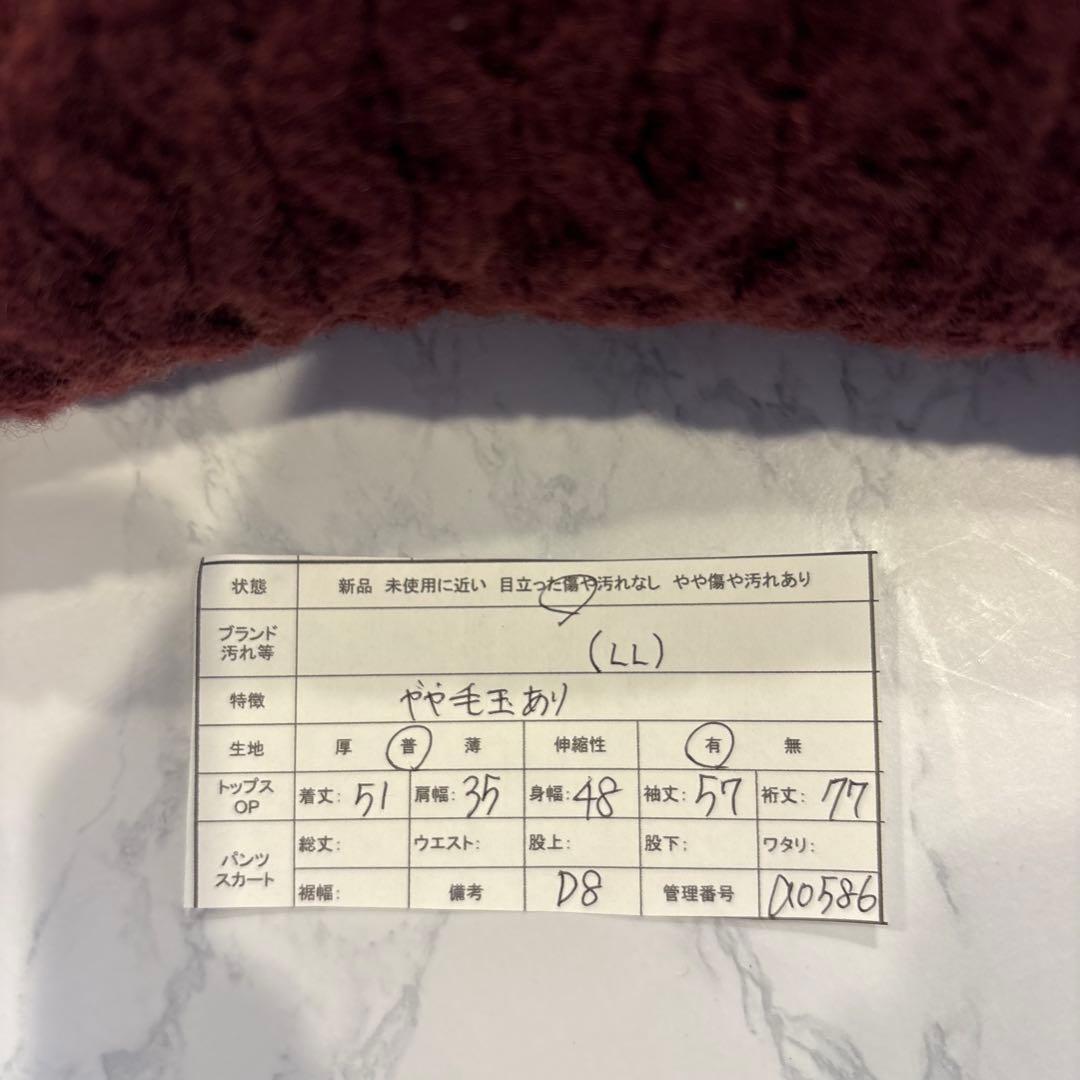 状態 新品 未使用に近い 目立った傷や汚れなし やや傷や汚れあり
ブランド
汚れ等
(LL)
特徴 やや毛玉あり
生地 厚 普 薄 伸縮性 有 無
トップス
OP
着丈: 51 肩幅: 35 身幅: 48 袖丈: 57 裄丈: 77
パンツ
スカート
総丈: ウエスト: 股上: 股下: ワタリ:
裾幅: 備考 D8 管理番号 a0586